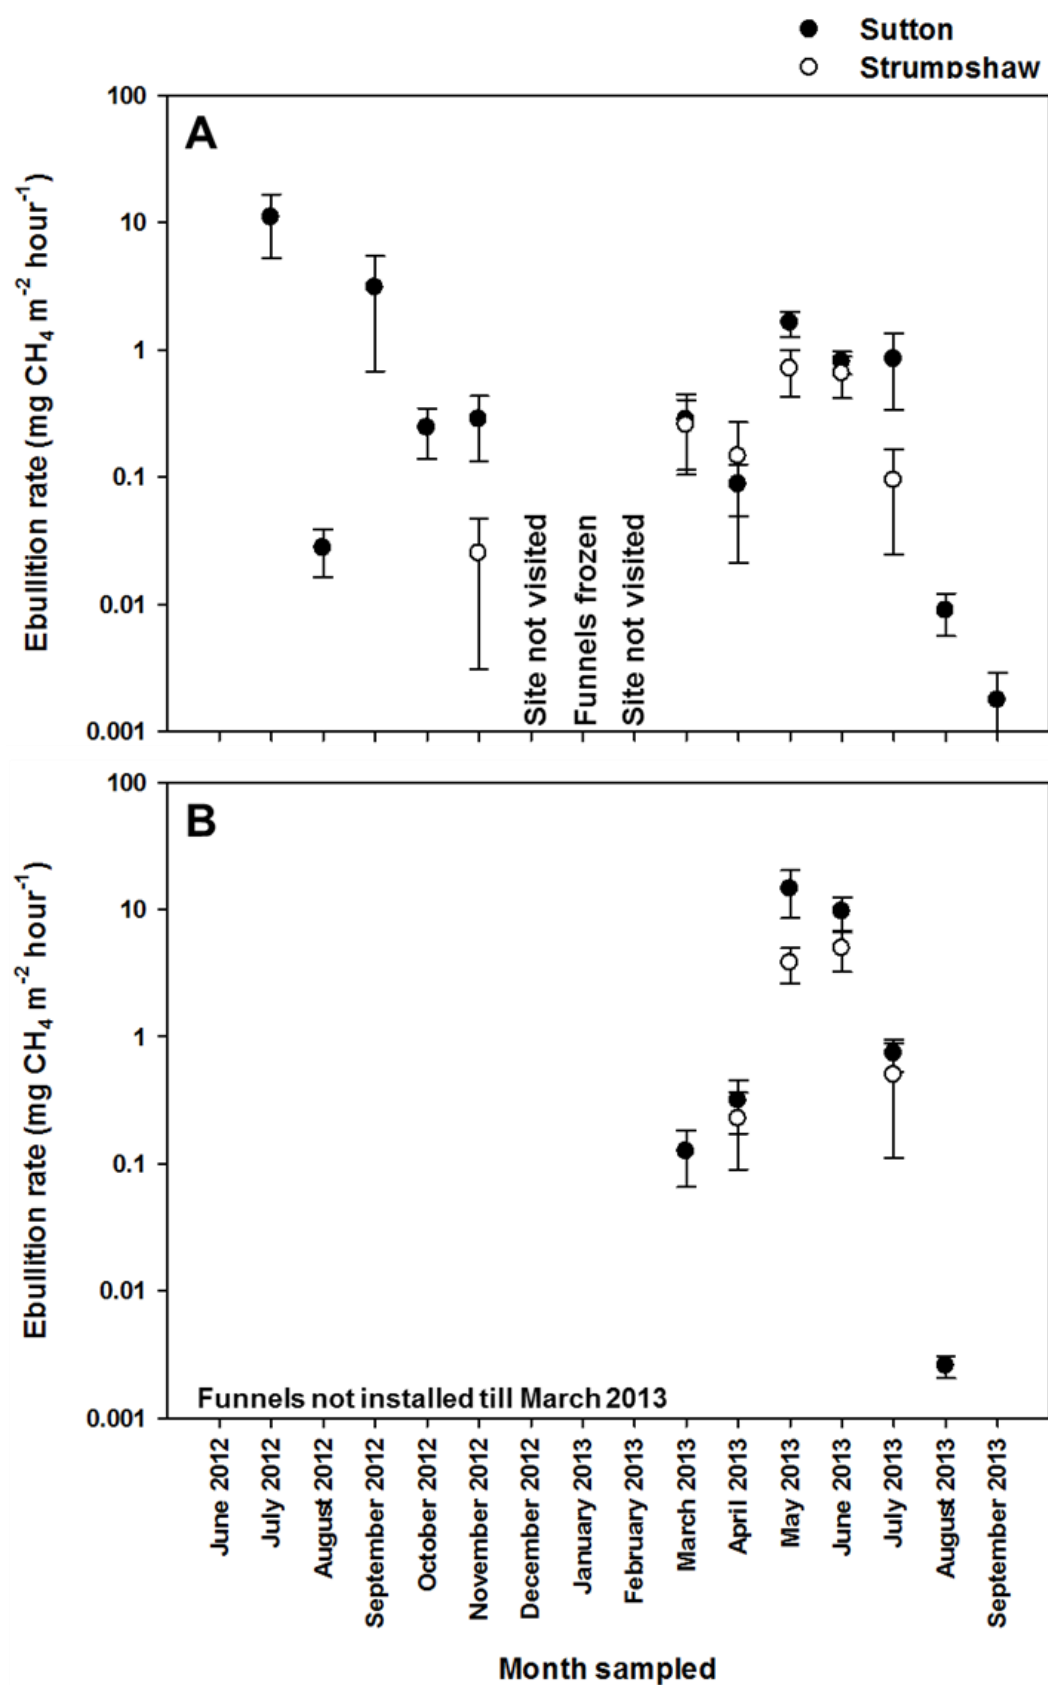 Sutton
Strumpshaw
A
Ebullition rate (mg CH₄ m⁻² hour⁻¹)
100
10
1
0.1
0.01
0.001
Site not visited
Funnels frozen
Site not visited
B
Ebullition rate (mg CH₄ m⁻² hour⁻¹)
100
10
1
0.1
0.01
0.001
Funnels not installed till March 2013
June 2012
July 2012
August 2012
September 2012
October 2012
November 2012
December 2012
January 2013
February 2013
March 2013
April 2013
May 2013
June 2013
July 2013
August 2013
September 2013
Month sampled